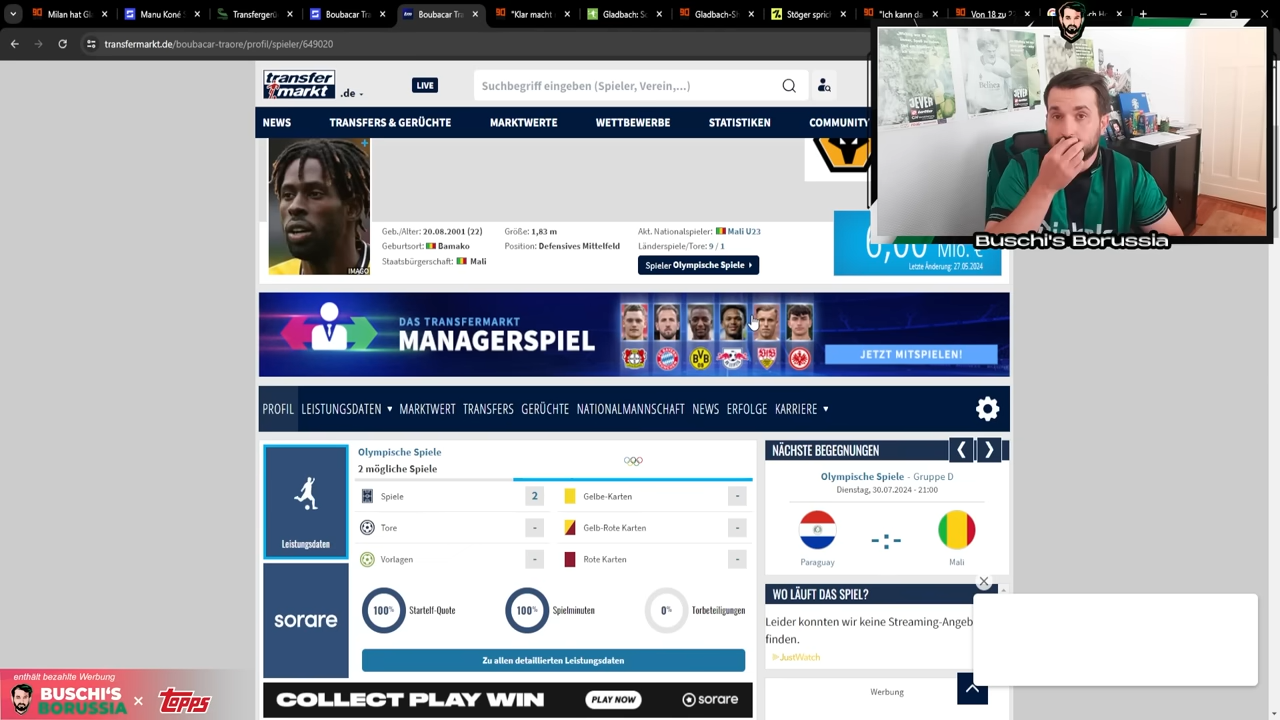 Milan hat G
Manu Koné
Transfergerü
Boubacar T
Boubacar Tra
"Klar macht
Gladbach: S
Gladbach-S
Stöger spric
"Ich kann da
Von 18 zu
transfermarkt.de/boubacar-traore/profil/spieler/649020
transfer
markt
.de
LIVE
Suchbegriff eingeben (Spieler, Verein,...)
NEWS
TRANSFERS & GERÜCHTE
MARKTWERTE
WETTBEWERBE
STATISTIKEN
COMMUNITY
Buschi's Borussia
Geb./Alter: 20.08.2001 (22)
Geburtsort: Bamako
Staatsbürgerschaft: Mali
Größe: 1,83 m
Position: Defensives Mittelfeld
Akt. Nationalspieler: Mali U23
Länderspiele/Tore: 9 / 1
Spieler Olympische Spiele
6,00 Mio. €
Letzte Änderung: 27.05.2024
IMAGO
DAS TRANSFERMARKT
MANAGERSPIEL
JETZT MITSPIELEN!
PROFIL
LEISTUNGSDATEN
MARKTWERT
TRANSFERS
GERÜCHTE
NATIONALMANNSCHAFT
NEWS
ERFOLGE
KARRIERE
Leistungsdaten
sorare
Olympische Spiele
2 mögliche Spiele
Spiele 2
Gelbe-Karten -
Tore -
Gelb-Rote Karten -
Vorlagen -
Rote Karten -
100% Startelf-Quote
100% Spielminuten
0% Torbeteiligungen
Zu allen detaillierten Leistungsdaten
COLLECT PLAY WIN
PLAY NOW
sorare
NÄCHSTE BEGEGNUNGEN
Olympische Spiele - Gruppe D
Dienstag, 30.07.2024 - 21:00
-:-
Paraguay
Mali
WO LÄUFT DAS SPIEL?
Leider konnten wir keine Streaming-Angeb
finden.
JustWatch
Werbung
enthält bezahlte Werbung
BUSCHI'S
BORUSSIA
×
topps